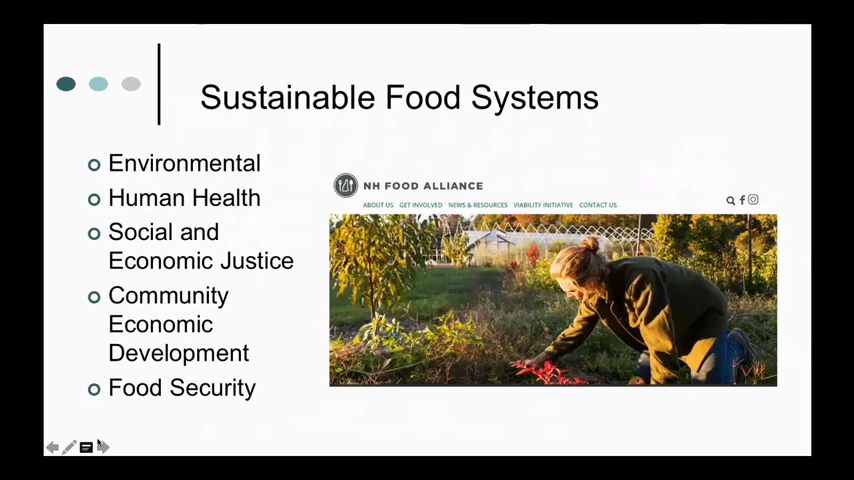 Sustainable Food Systems
Environmental
Human Health
Social and
Economic Justice
Community
Economic
Development
Food Security
NH FOOD ALLIANCE
ABOUT US GET INVOLVED NEWS & RESOURCES VIABILITY INITIATIVE CONTACT US